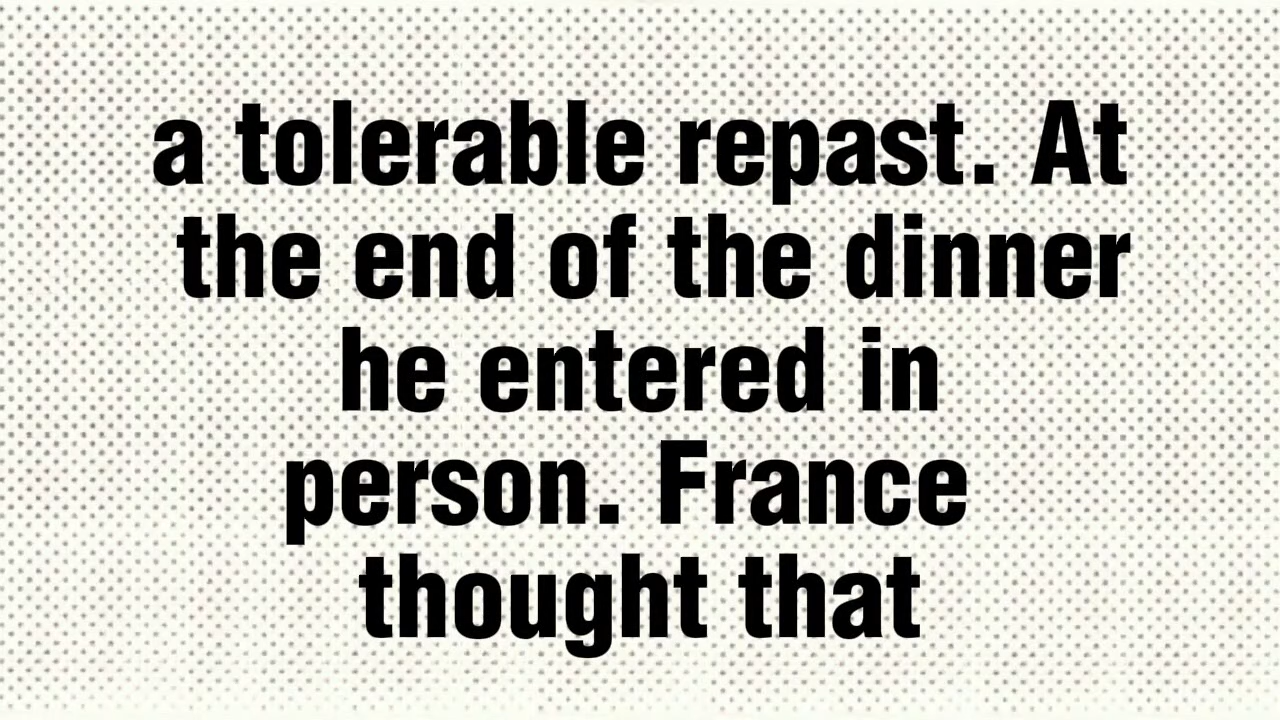 a tolerable repast. At
the end of the dinner
he entered in
person. France
thought that